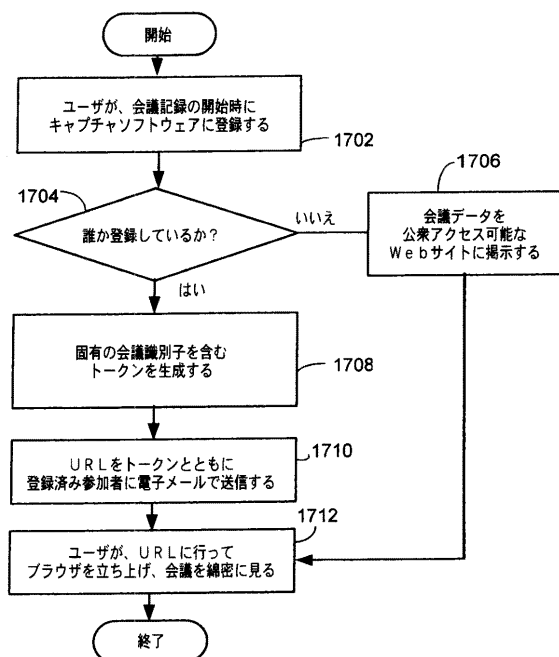 開始
ユーザが、会議記録の開始時に
キャプチャソフトウェアに登録する
1702
1704
誰か登録しているか？
いいえ
1706
会議データを
公衆アクセス可能な
Ｗｅｂサイトに掲示する
はい
固有の会議識別子を含む
トークンを生成する
1708
ＵＲＬをトークンとともに
登録済み参加者に電子メールで送信する
1710
1712
ユーザが、ＵＲＬに行って
ブラウザを立ち上げ、会議を綿密に見る
終了